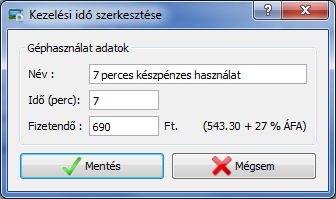 Kezelési idő szerkesztése
Géphasználat adatok
Név : 7 perces készpénzes használat
Idő (perc): 7
Fizetendő : 690 Ft. (543.30 + 27 % ÁFA)
Mentés Mégsem